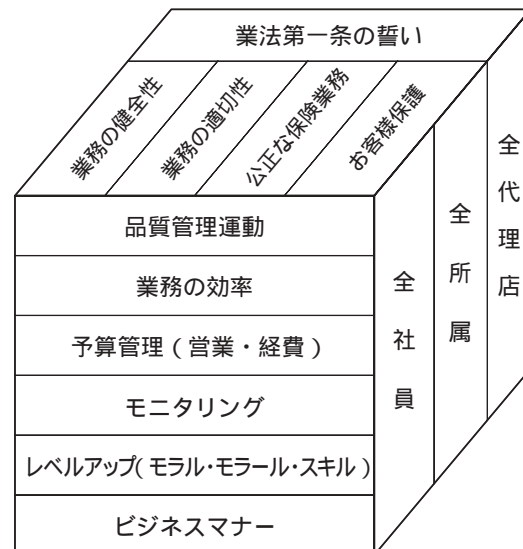 業法第一条の誓い
業務の健全性
業務の適切性
公正な保険業務
お客様保護
品質管理運動
業務の効率
予算管理（営業・経費）
モニタリング
レベルアップ（モラル・モラール・スキル）
ビジネスマナー
全社員
全所属
全代理店